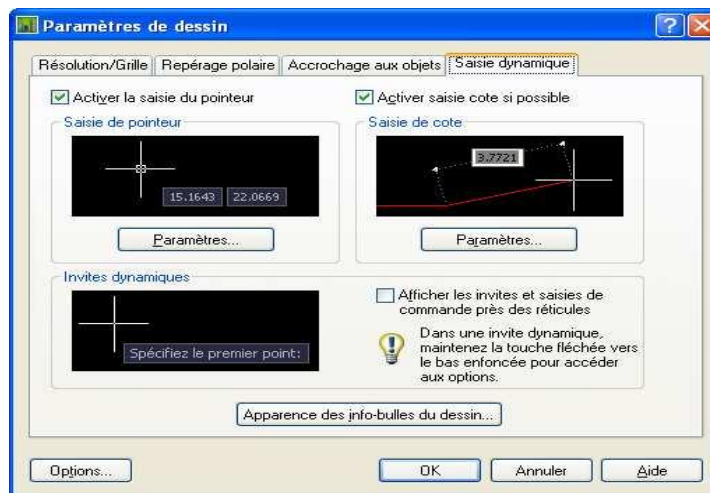 Paramètres de dessin
Résolution/Grille
Repérage polaire
Accrochage aux objets
Saisie dynamique
Activer la saisie du pointeur
Activer saisie cote si possible
Saisie de pointeur
15.1643 22.0669
Paramètres...
Saisie de cote
3.7721
Paramètres...
Invites dynamiques
Spécifiez le premier point:
Afficher les invites et saisies de
commande près des réticules
Dans une invite dynamique,
maintenez la touche fléchée vers
le bas enfoncée pour accéder
aux options.
Apparence des info-bulles du dessin...
Options...
OK
Annuler
Aide